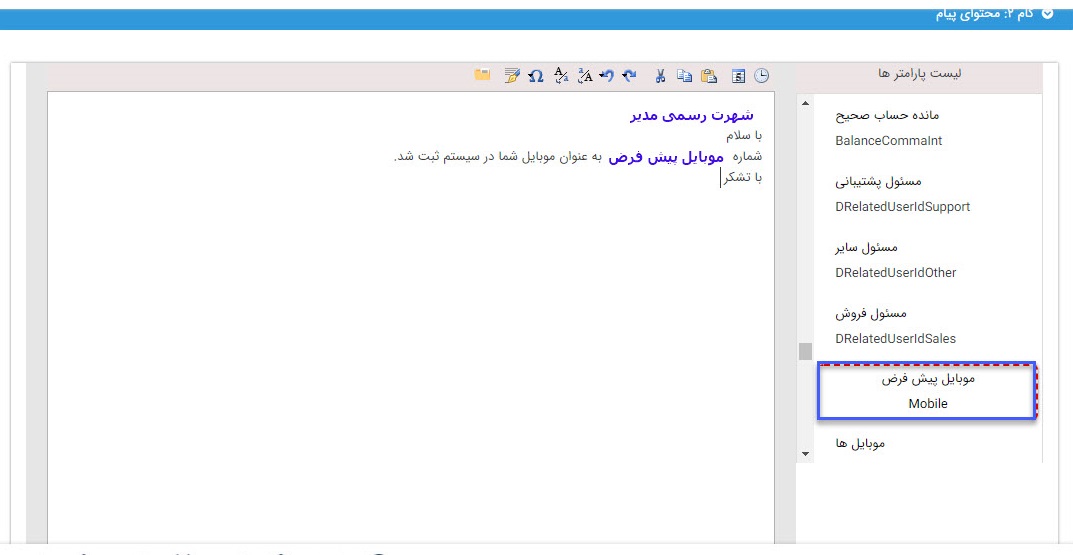 گام ۲: محتوای پیام
لیست پارامتر ها
مانده حساب صحیح
BalanceCommaInt
مسئول پشتیبانی
DRelatedUserIdSupport
مسئول سایر
DRelatedUserIdOther
مسئول فروش
DRelatedUserIdSales
موبایل پیش فرض
Mobile
موبایل ها
شهرت رسمی مدیر
با سلام
شماره موبایل پیش فرض به عنوان موبایل شما در سیستم ثبت شد.
با تشکر